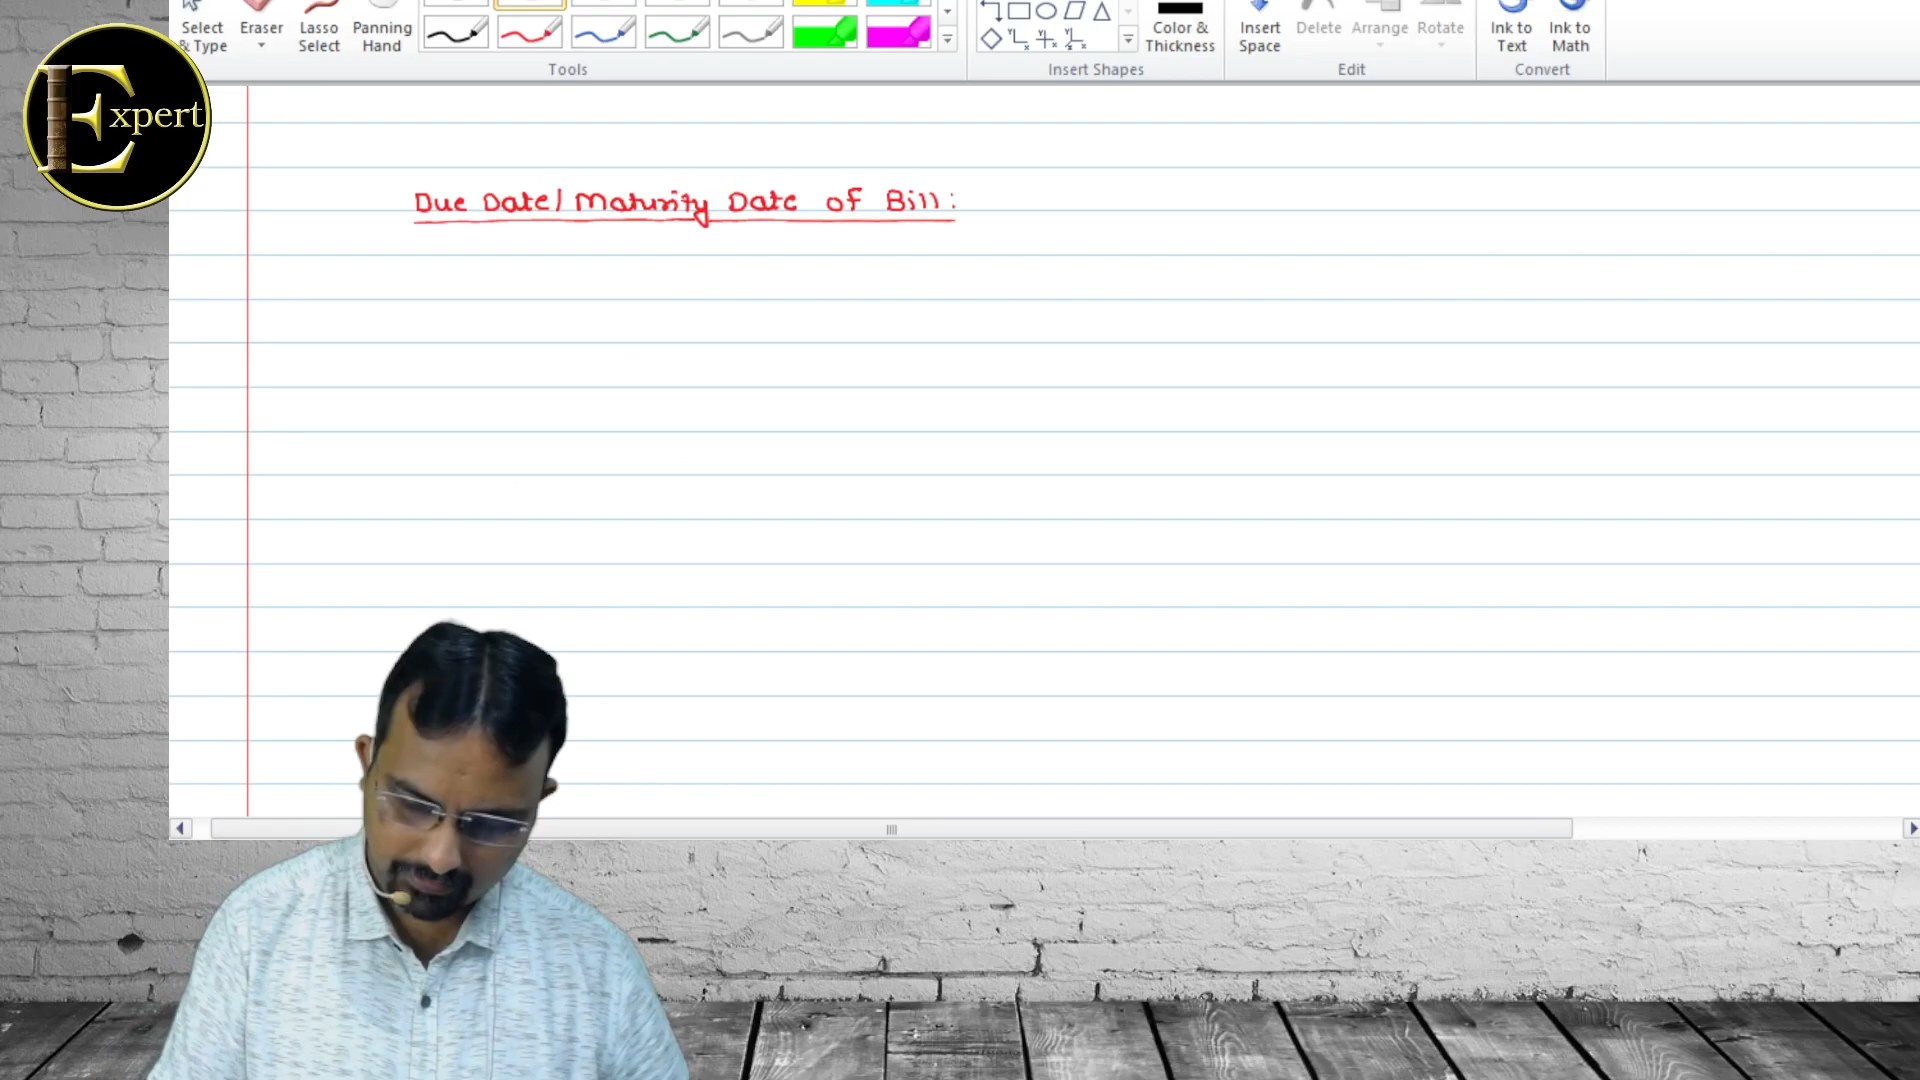 Select & Type
Eraser
Lasso Select
Panning Hand
Color & Thickness
Insert Space
Delete
Arrange
Rotate
Ink to Text
Ink to Math
Tools
Insert Shapes
Edit
Convert
Expert
Due Date/Maturity Date of Bill: